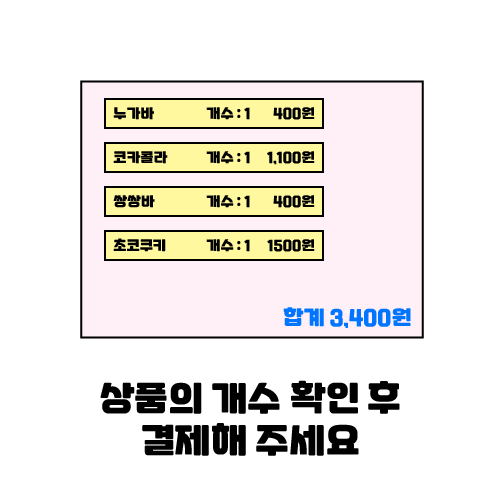 누가바 개수 : 1 400원
코카콜라 개수 : 1 1,100원
쌍쌍바 개수 : 1 400원
초코쿠키 개수 : 1 1500원
합계 3,400원
상품의 개수 확인 후
결제해 주세요